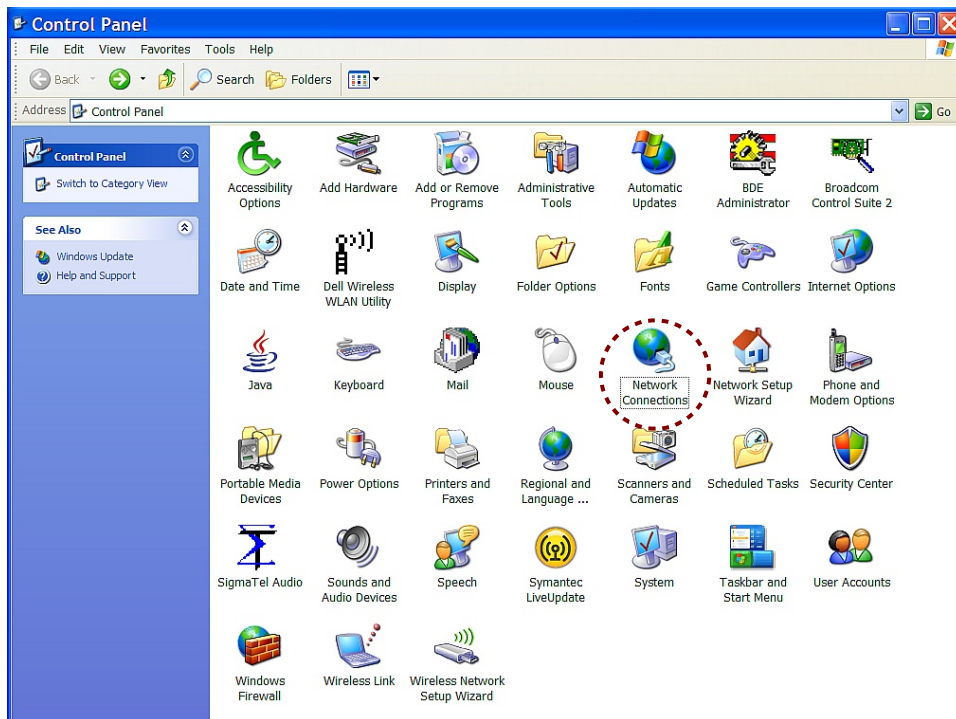 Control Panel
File Edit View Favorites Tools Help
Back Search Folders
Address Control Panel Go
Control Panel
Switch to Category View
See Also
Windows Update
Help and Support
Accessibility Options
Add Hardware
Add or Remove Programs
Administrative Tools
Automatic Updates
BDE Administrator
Broadcom Control Suite 2
Date and Time
Dell Wireless WLAN Utility
Display
Folder Options
Fonts
Game Controllers
Internet Options
Java
Keyboard
Mail
Mouse
Network Connections
Network Setup Wizard
Phone and Modem Options
Portable Media Devices
Power Options
Printers and Faxes
Regional and Language ...
Scanners and Cameras
Scheduled Tasks
Security Center
SigmaTel Audio
Sounds and Audio Devices
Speech
Symantec LiveUpdate
System
Taskbar and Start Menu
User Accounts
Windows Firewall
Wireless Link
Wireless Network Setup Wizard